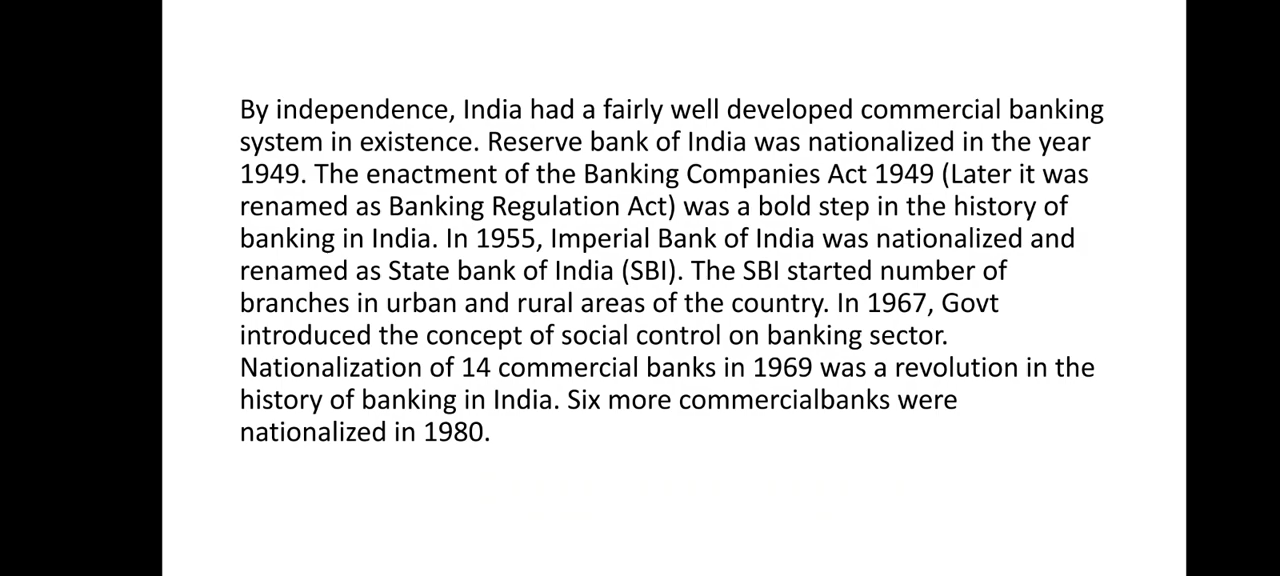 By independence, India had a fairly well developed commercial banking
system in existence. Reserve bank of India was nationalized in the year
1949. The enactment of the Banking Companies Act 1949 (Later it was
renamed as Banking Regulation Act) was a bold step in the history of
banking in India. In 1955, Imperial Bank of India was nationalized and
renamed as State bank of India (SBI). The SBI started number of
branches in urban and rural areas of the country. In 1967, Govt
introduced the concept of social control on banking sector.
Nationalization of 14 commercial banks in 1969 was a revolution in the
history of banking in India. Six more commercialbanks were
nationalized in 1980.